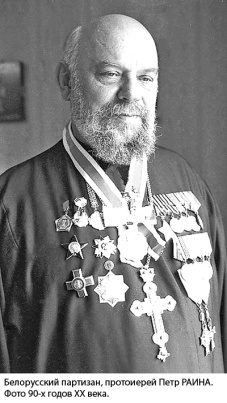 Белорусский партизан, протоиерей Петр РАИНА.
Фото 90-х годов XX века.